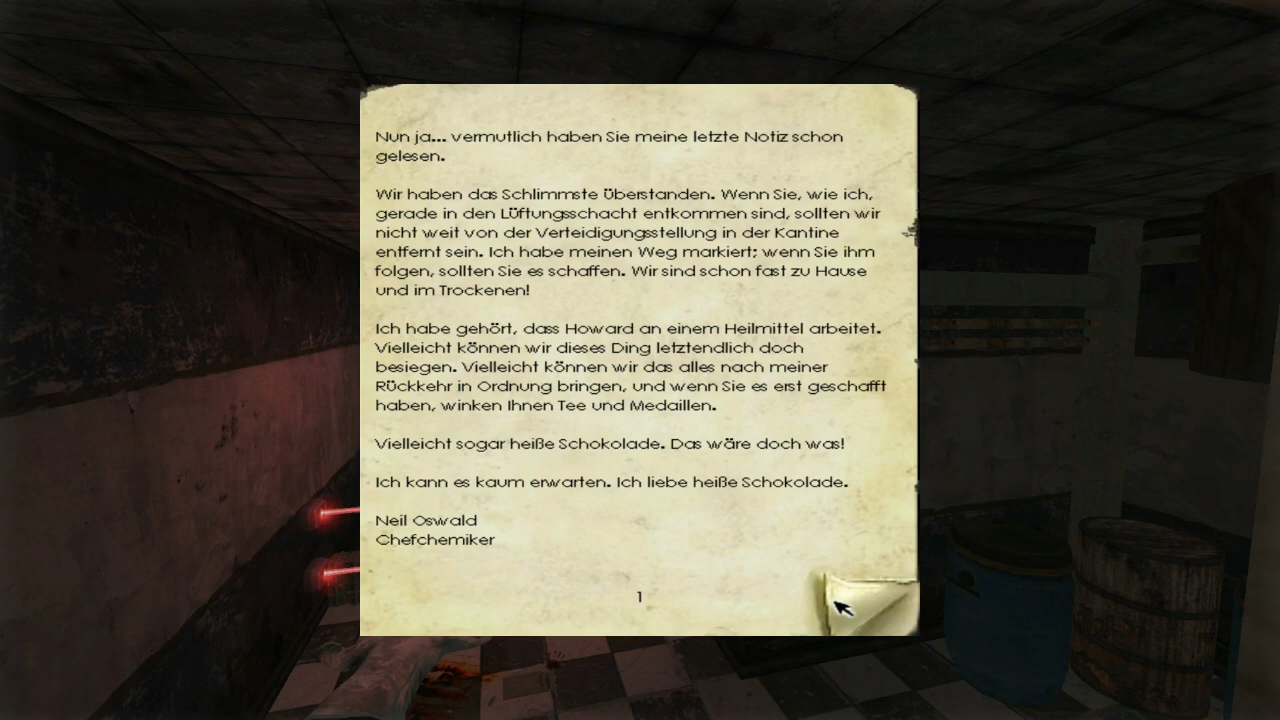 Nun ja... vermutlich haben Sie meine letzte Notiz schon
gelesen.
Wir haben das Schlimmste überstanden. Wenn Sie, wie ich,
gerade in den Lüftungsschacht entkommen sind, sollten wir
nicht weit von der Verteidigungsstellung in der Kantine
entfernt sein. Ich habe meinen Weg markiert; wenn Sie ihm
folgen, sollten Sie es schaffen. Wir sind schon fast zu Hause
und im Trockenen!
Ich habe gehört, dass Howard an einem Heilmittel arbeitet.
Vielleicht können wir dieses Ding letztendlich doch
besiegen. Vielleicht können wir das alles nach meiner
Rückkehr in Ordnung bringen, und wenn Sie es erst geschafft
haben, winken Ihnen Tee und Medaillen.
Vielleicht sogar heiße Schokolade. Das wäre doch was!
Ich kann es kaum erwarten. Ich liebe heiße Schokolade.
Neil Oswald
Chefchemiker
1